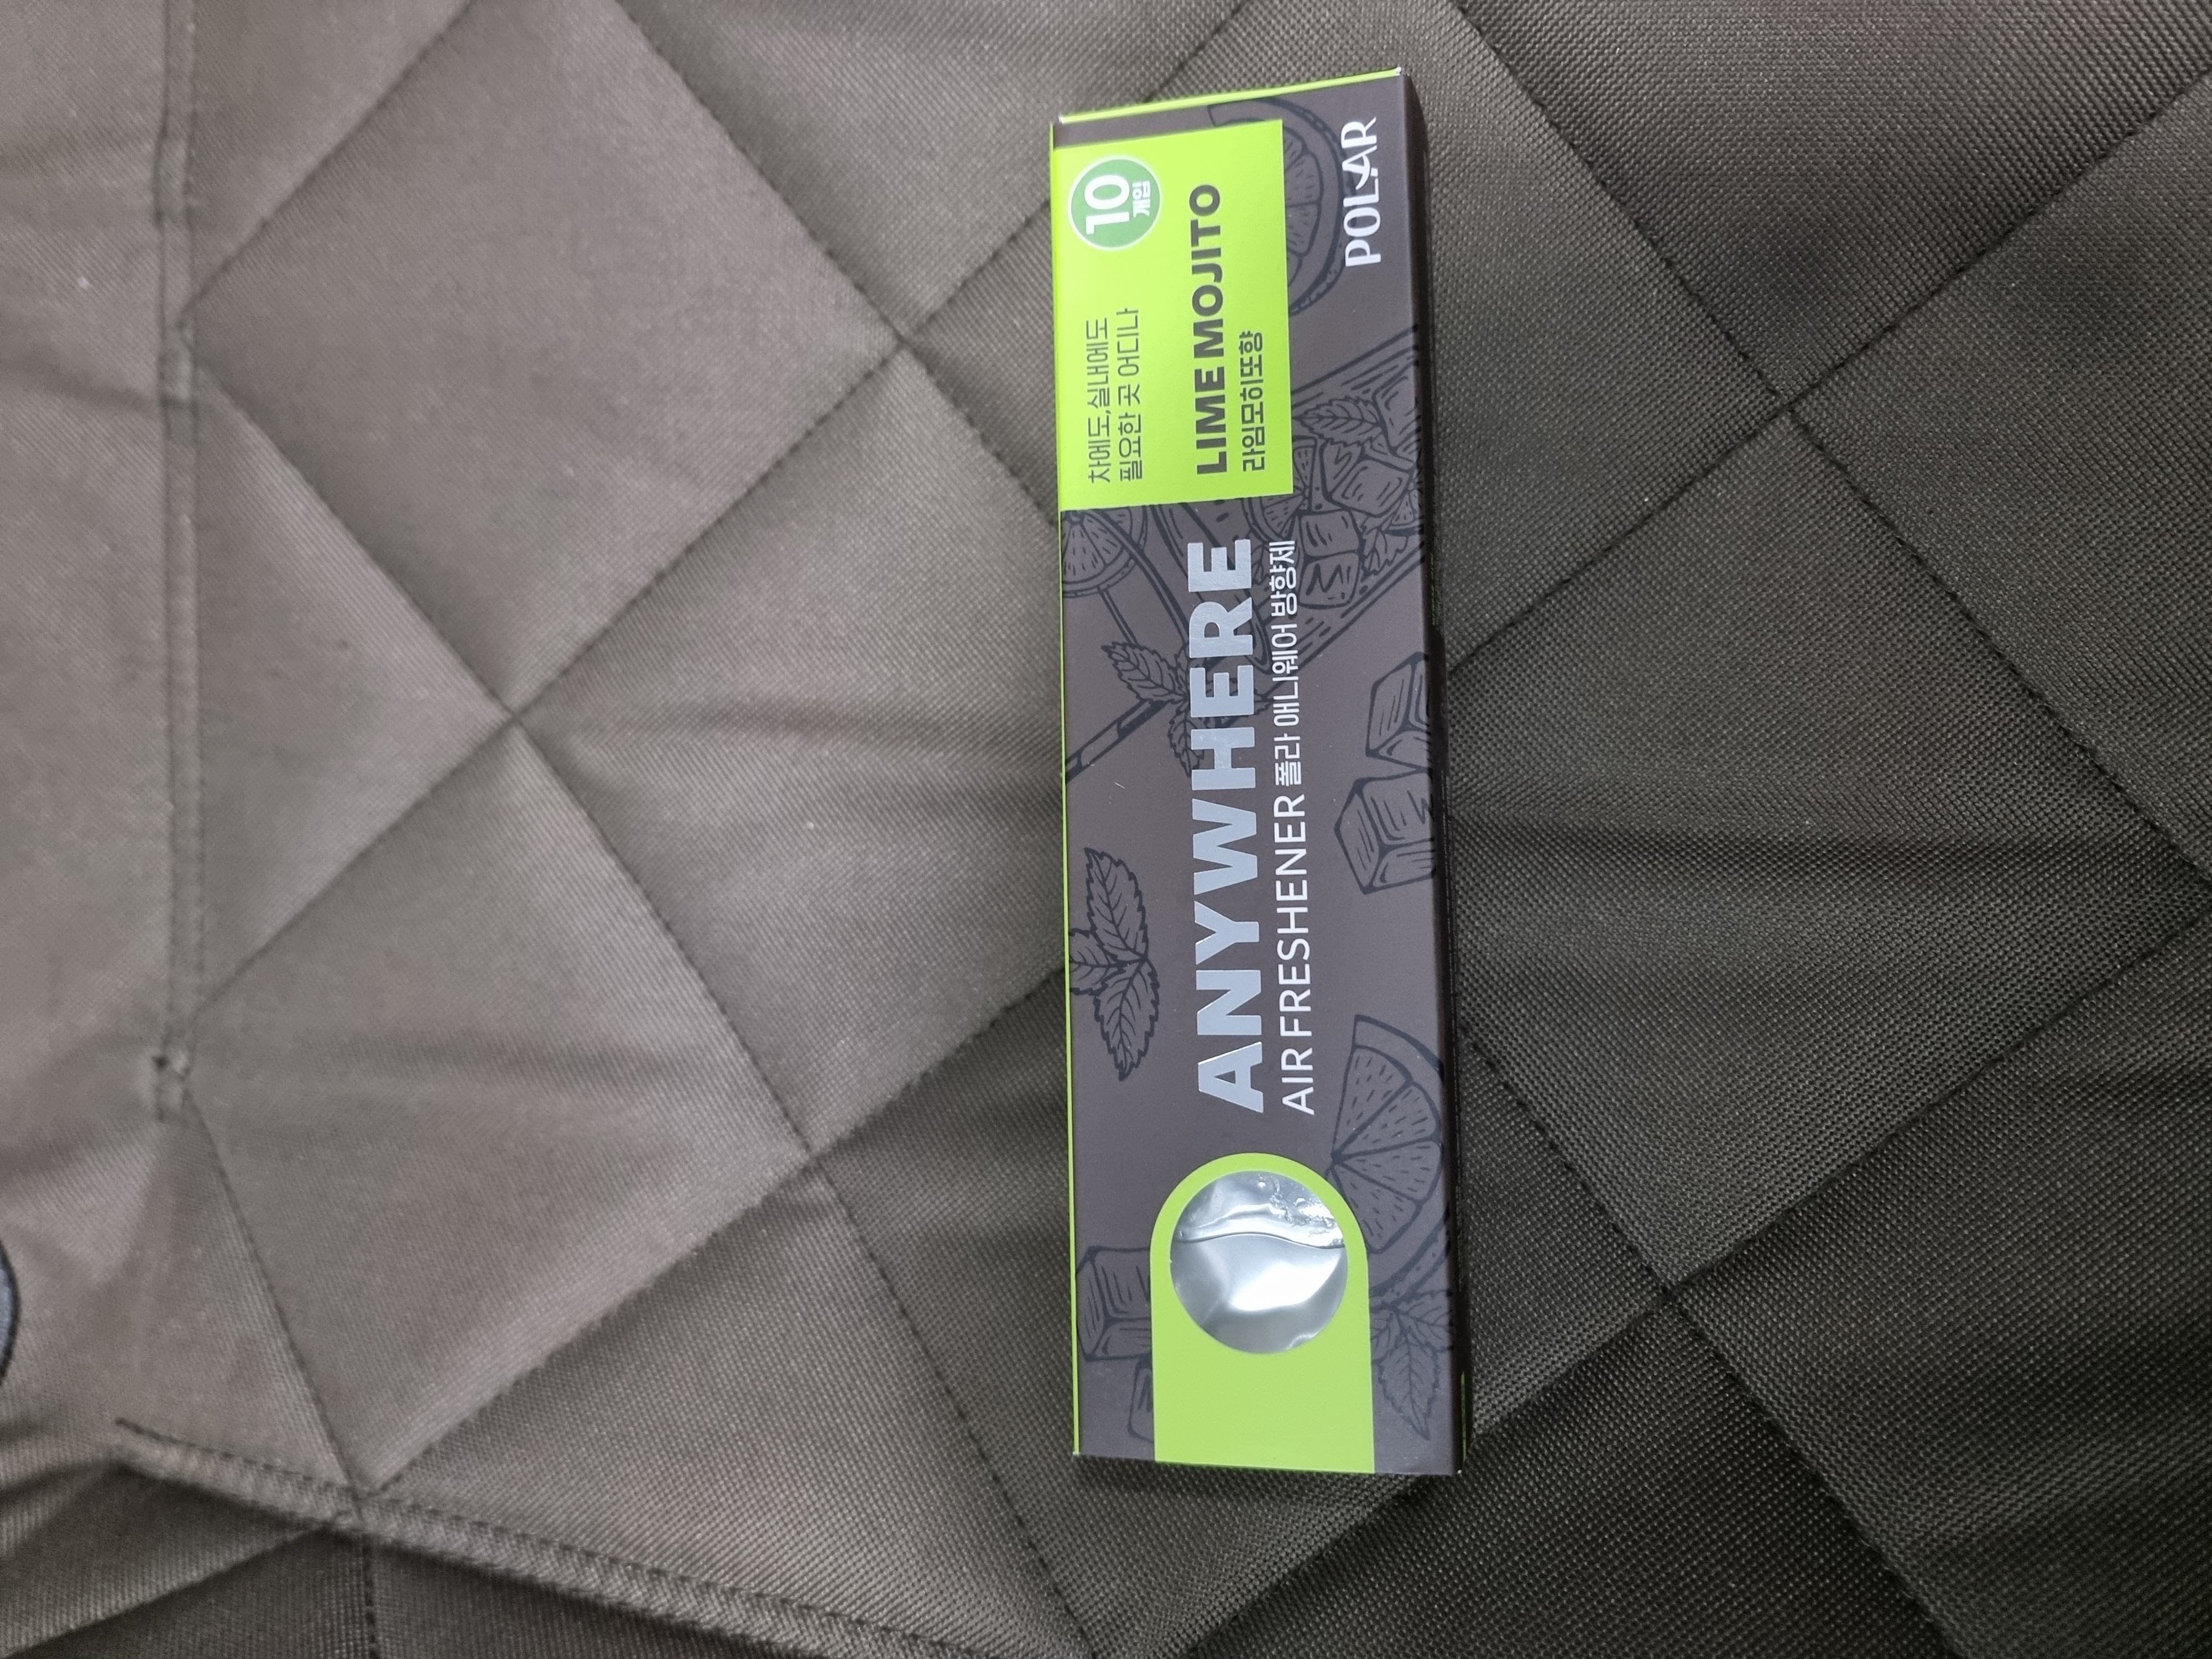 ANYWHERE
AIR FRESHENER 폴라 애니웨어 방향제
차에도,실내에도
필요한 곳 어디나
10
개입
LIME MOJITO
라임모히또향
POLAR